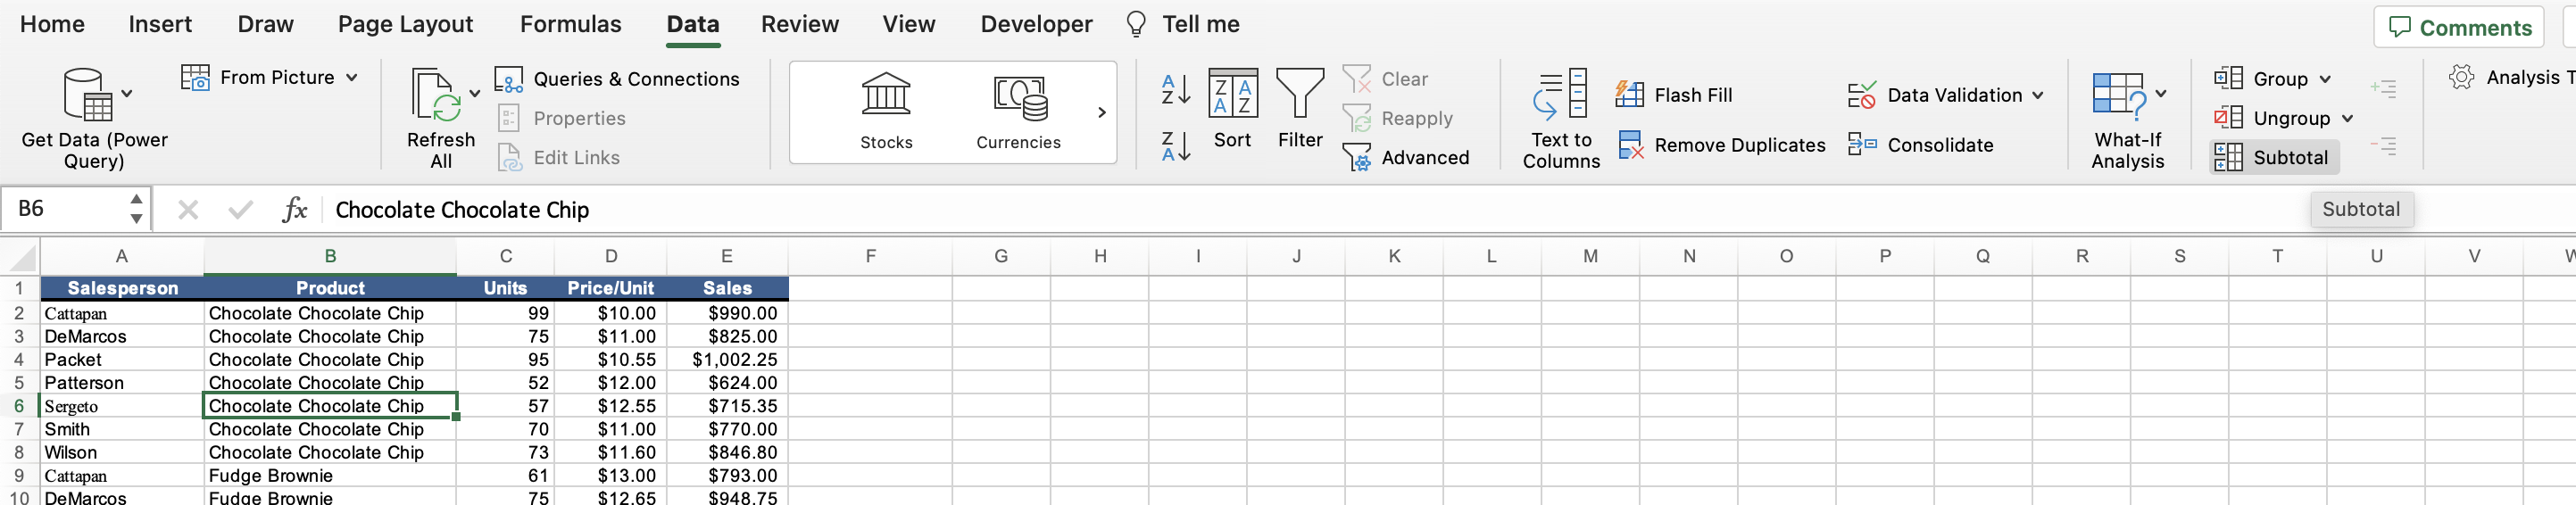 Home Insert Draw Page Layout Formulas Data Review View Developer Tell me Comments
Get Data (Power Query)
From Picture
Refresh All
Queries & Connections
Properties
Edit Links
Stocks
Currencies
A
Z
Z
A
Z A
A Z
Sort
Filter
Clear
Reapply
Advanced
Text to Columns
Flash Fill
Remove Duplicates
Data Validation
Consolidate
What-If Analysis
Group
Ungroup
Subtotal
Analysis T
B6 fx Chocolate Chocolate Chip
Subtotal
A B C D E F G H I J K L M N O P Q R S T U V W
1 Salesperson Product Units Price/Unit Sales
2 Cattapan Chocolate Chocolate Chip 99 $10.00 $990.00
3 DeMarcos Chocolate Chocolate Chip 75 $11.00 $825.00
4 Packet Chocolate Chocolate Chip 95 $10.55 $1,002.25
5 Patterson Chocolate Chocolate Chip 52 $12.00 $624.00
6 Sergeto Chocolate Chocolate Chip 57 $12.55 $715.35
7 Smith Chocolate Chocolate Chip 70 $11.00 $770.00
8 Wilson Chocolate Chocolate Chip 73 $11.60 $846.80
9 Cattapan Fudge Brownie 61 $13.00 $793.00
10 DeMarcos Fudge Brownie 75 $12.65 $948.75